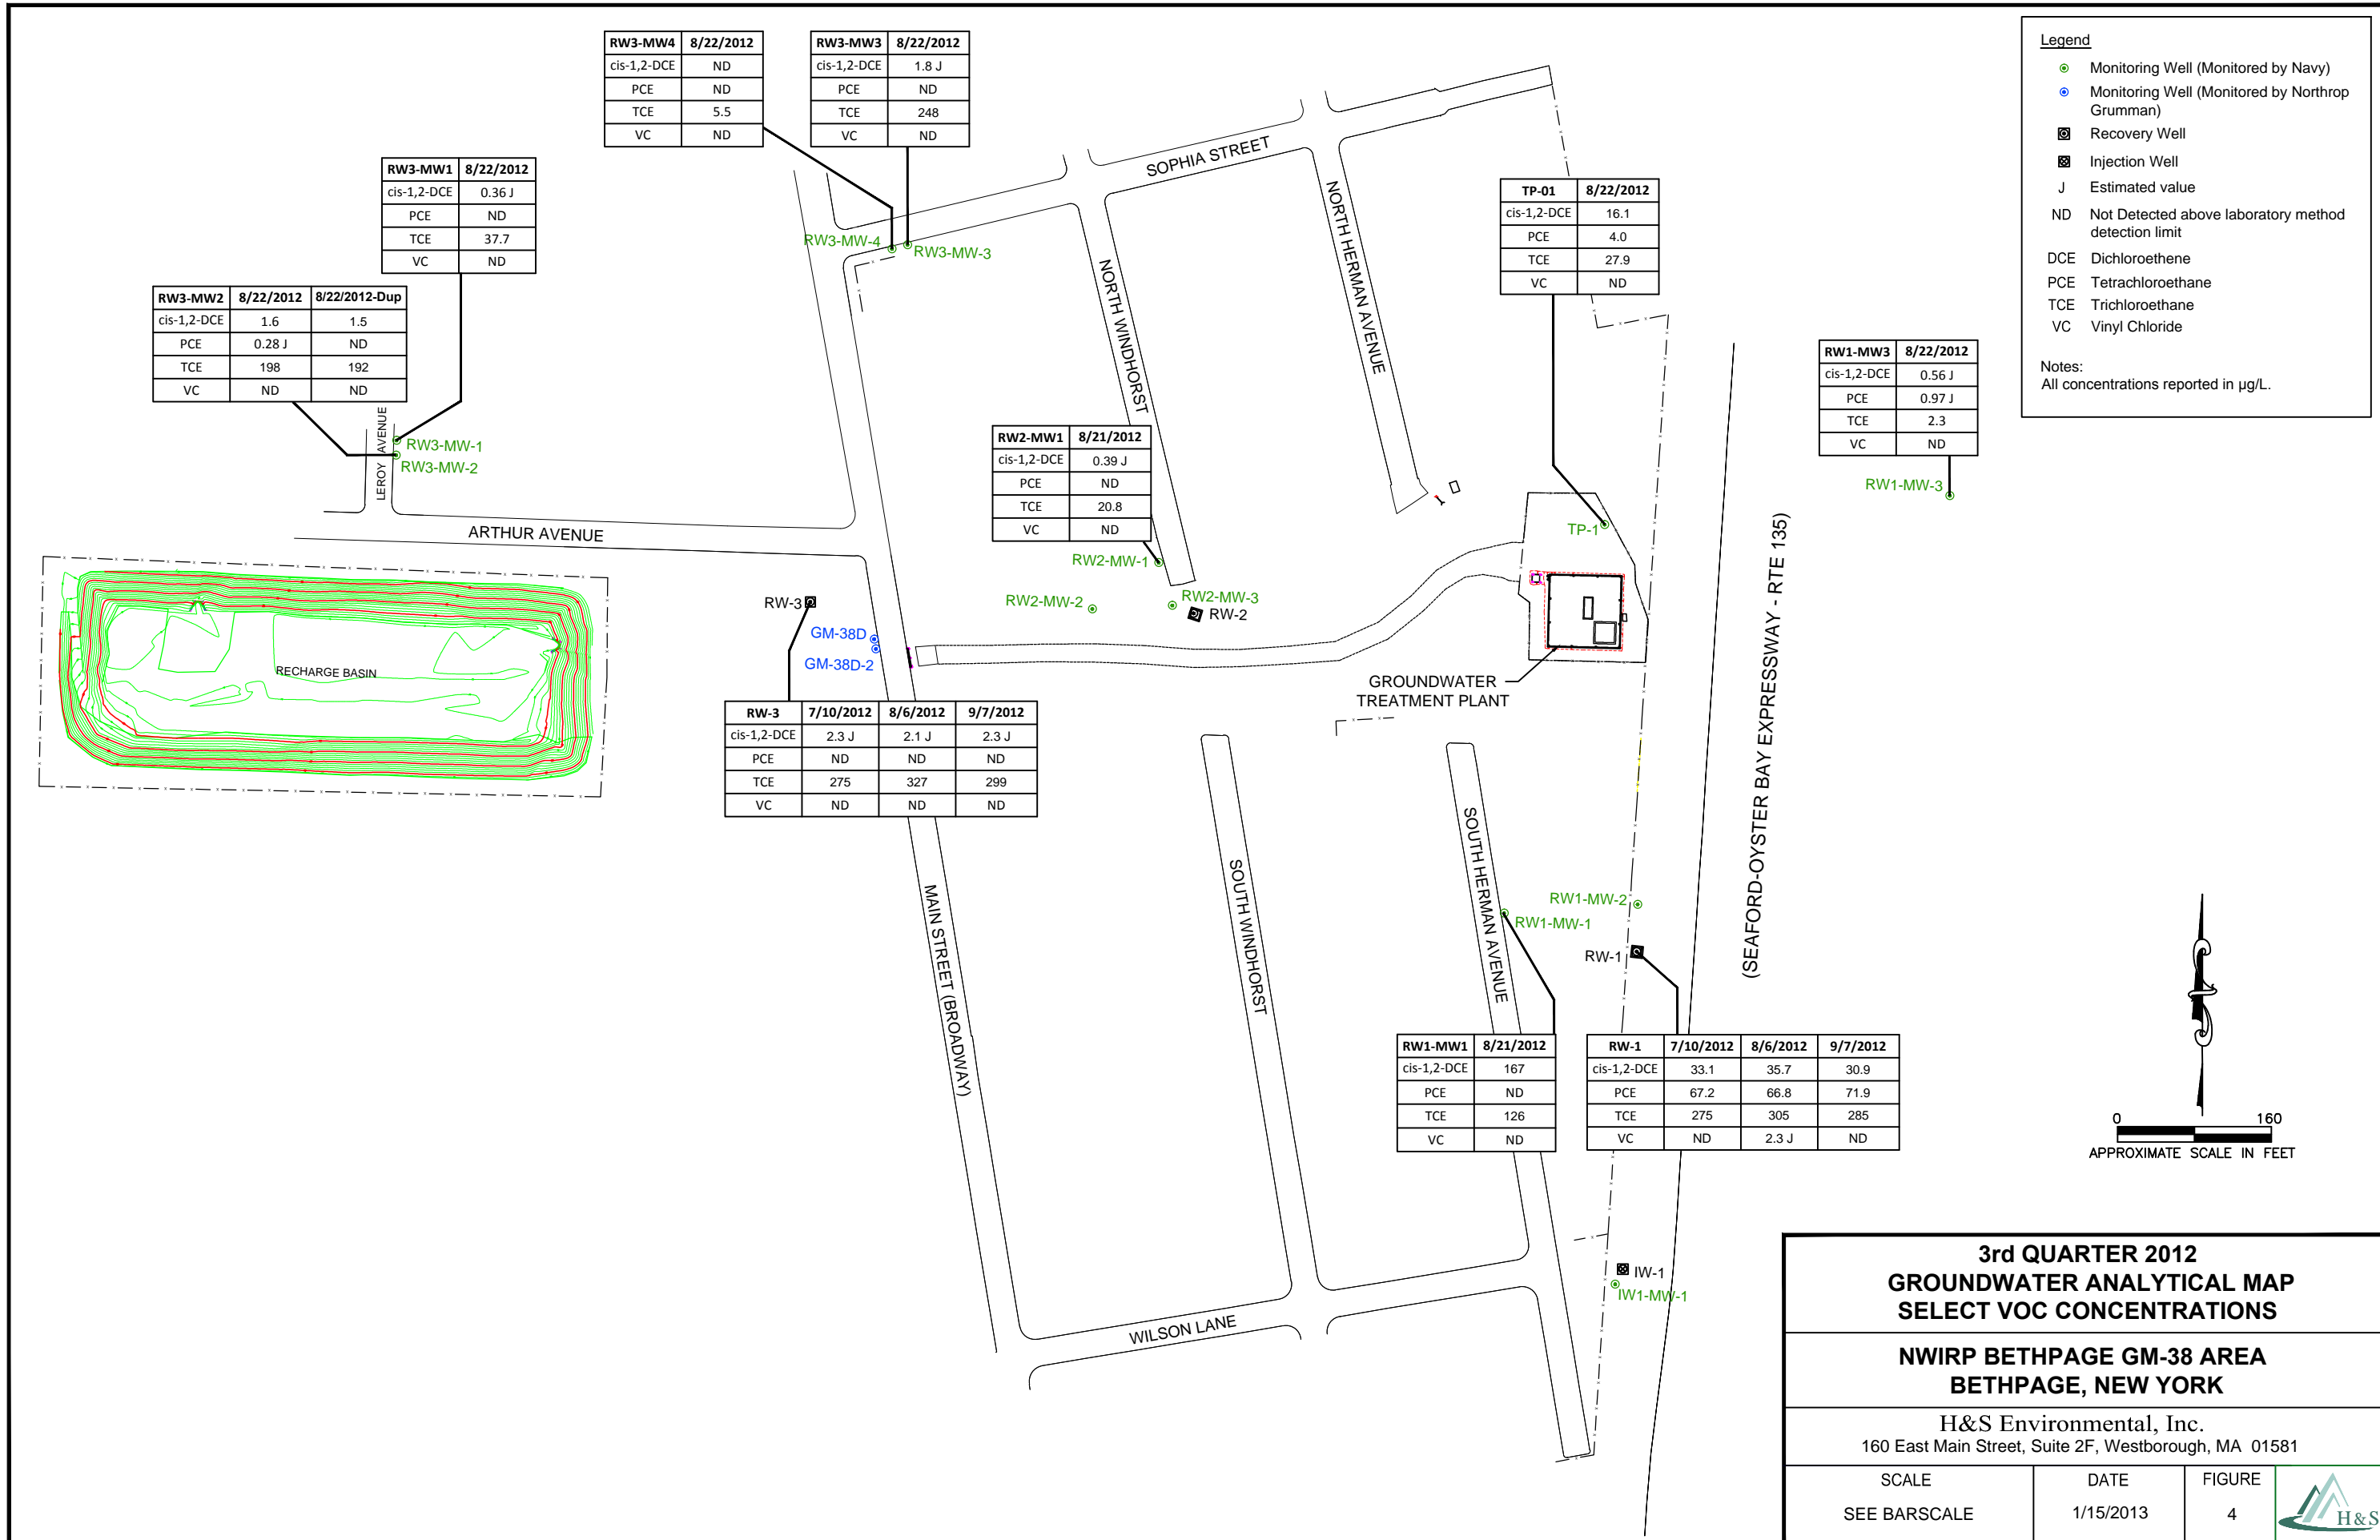 RW3-MW4 8/22/2012
cis-1,2-DCE ND
PCE ND
TCE 5.5
VC ND
RW3-MW3 8/22/2012
cis-1,2-DCE 1.8 J
PCE ND
TCE 248
VC ND
Legend
Monitoring Well (Monitored by Navy)
Monitoring Well (Monitored by Northrop
Grumman)
Recovery Well
Injection Well
J Estimated value
ND Not Detected above laboratory method
detection limit
DCE Dichloroethene
PCE Tetrachloroethane
TCE Trichloroethane
VC Vinyl Chloride
Notes:
All concentrations reported in µg/L.
RW3-MW1 8/22/2012
cis-1,2-DCE 0.36 J
PCE ND
TCE 37.7
VC ND
SOPHIA STREET
NORTH HERMAN AVENUE
NORTH WINDHORST
TP-01 8/22/2012
cis-1,2-DCE 16.1
PCE 4.0
TCE 27.9
VC ND
RW3-MW-4
RW3-MW-3
RW3-MW2 8/22/2012 8/22/2012-Dup
cis-1,2-DCE 1.6 1.5
PCE 0.28 J ND
TCE 198 192
VC ND ND
RW1-MW3 8/22/2012
cis-1,2-DCE 0.56 J
PCE 0.97 J
TCE 2.3
VC ND
RW1-MW-3
LEROY AVENUE
RW3-MW-1
RW3-MW-2
RW2-MW1 8/21/2012
cis-1,2-DCE 0.39 J
PCE ND
TCE 20.8
VC ND
ARTHUR AVENUE
TP-1
RW2-MW-1
RW2-MW-2
RW2-MW-3
RW-2
RW-3
GM-38D
GM-38D-2
RECHARGE BASIN
GROUNDWATER
TREATMENT PLANT
(SEAFORD-OYSTER BAY EXPRESSWAY - RTE 135)
RW-3 7/10/2012 8/6/2012 9/7/2012
cis-1,2-DCE 2.3 J 2.1 J 2.3 J
PCE ND ND ND
TCE 275 327 299
VC ND ND ND
MAIN STREET (BROADWAY)
SOUTH WINDHORST
SOUTH HERMAN AVENUE
RW1-MW-2
RW1-MW-1
RW-1
RW1-MW1 8/21/2012
cis-1,2-DCE 167
PCE ND
TCE 126
VC ND
RW-1 7/10/2012 8/6/2012 9/7/2012
cis-1,2-DCE 33.1 35.7 30.9
PCE 67.2 66.8 71.9
TCE 275 305 285
VC ND 2.3 J ND
0 160
APPROXIMATE SCALE IN FEET
IW-1
IW1-MW-1
WILSON LANE
3rd QUARTER 2012
GROUNDWATER ANALYTICAL MAP
SELECT VOC CONCENTRATIONS
NWIRP BETHPAGE GM-38 AREA
BETHPAGE, NEW YORK
H&S Environmental, Inc.
160 East Main Street, Suite 2F, Westborough, MA 01581
SCALE
SEE BARSCALE
DATE
1/15/2013
FIGURE
4
H&S